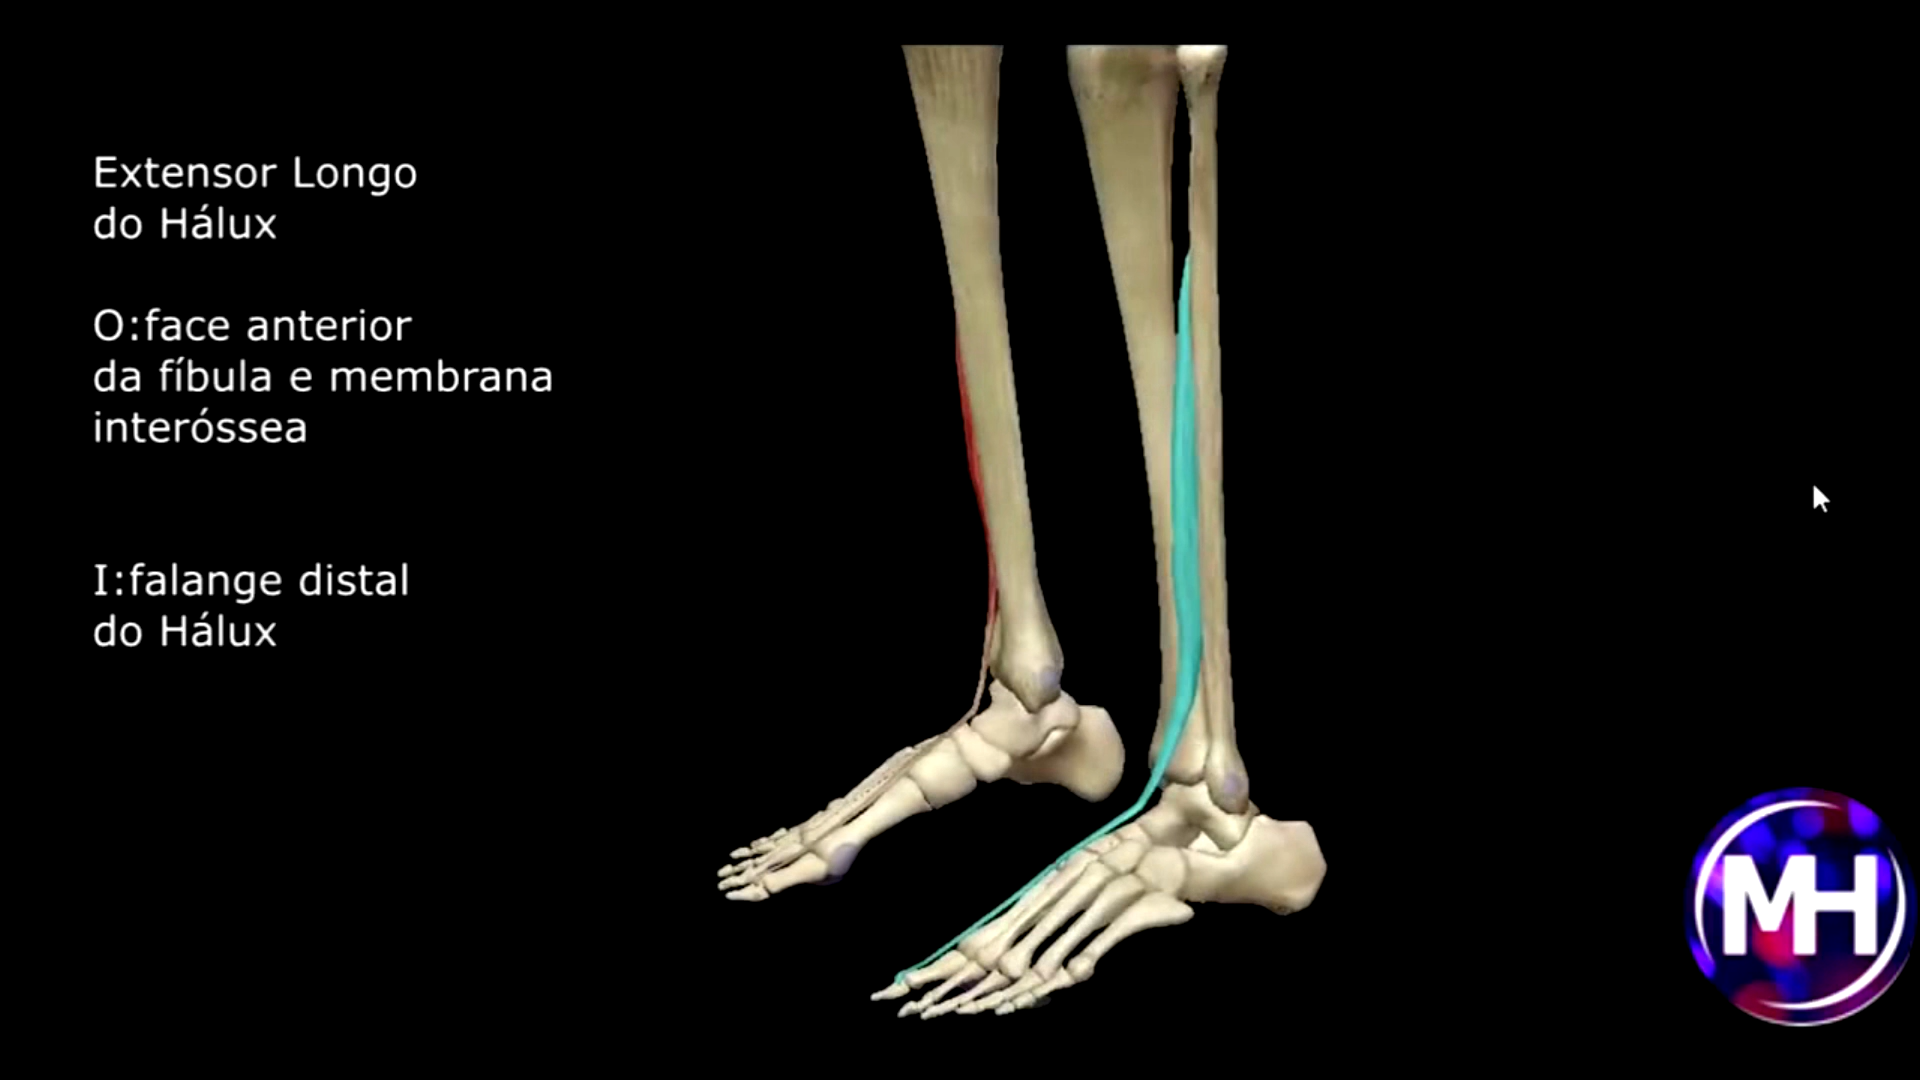 Extensor Longo
do Hálux
O:face anterior
da fíbula e membrana
interóssea
I:falange distal
do Hálux
MH